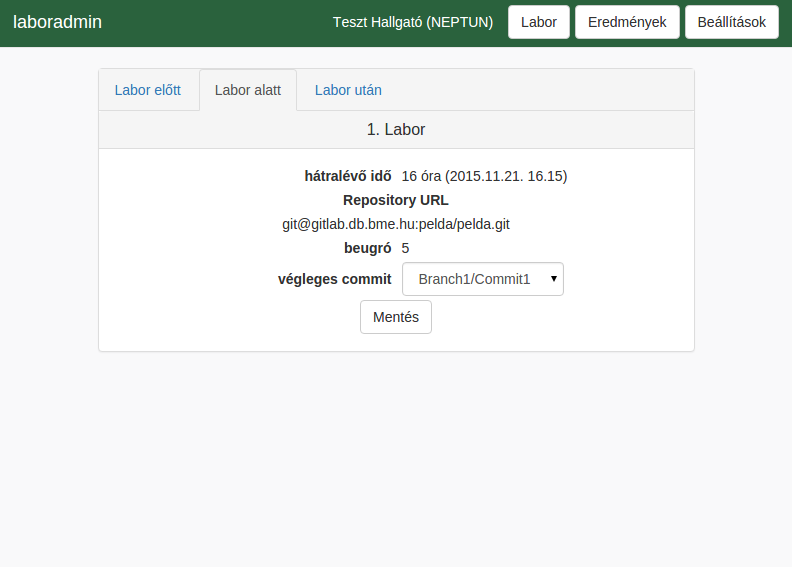 laboradmin
Teszt Hallgató (NEPTUN)
Labor
Eredmények
Beállítások
Labor előtt
Labor alatt
Labor után
1. Labor
hátralévő idő 16 óra (2015.11.21. 16.15)
Repository URL
git@gitlab.db.bme.hu:pelda/pelda.git
beugró 5
végleges commit Branch1/Commit1
Mentés